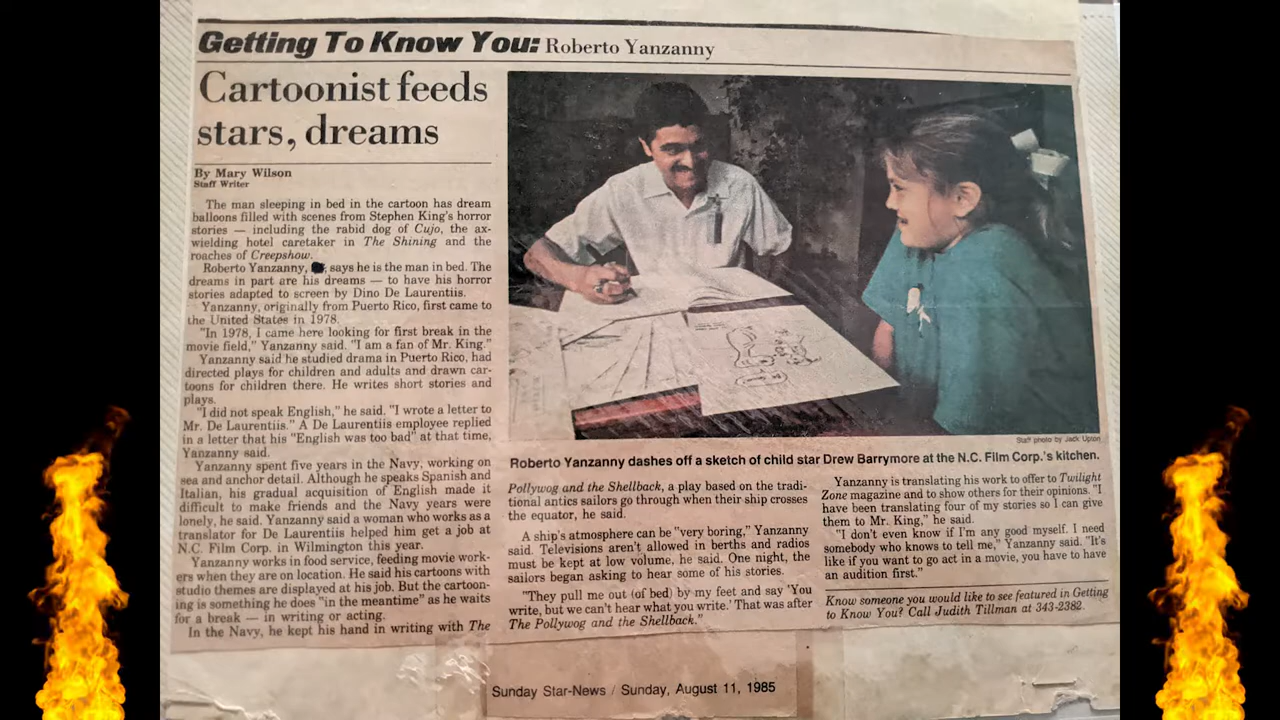 Getting To Know You: Roberto Yanzanny
Cartoonist feeds
stars, dreams
By Mary Wilson
Staff Writer
The man sleeping in bed in the cartoon has dream
balloons filled with scenes from Stephen King's horror
stories — including the rabid dog of Cujo, the ax-
wielding hotel caretaker in The Shining and the
roaches of Creepshow.
Roberto Yanzanny, says he is the man in bed. The
dreams in part are his dreams — to have his horror
stories adapted to screen by Dino De Laurentiis.
Yanzanny, originally from Puerto Rico, first came to
the United States in 1978.
"In 1978, I came here looking for first break in the
movie field," Yanzanny said. "I am a fan of Mr. King."
Yanzanny said he studied drama in Puerto Rico, had
directed plays for children and adults and drawn car-
toons for children there. He writes short stories and
plays.
"I did not speak English," he said. "I wrote a letter to
Mr. De Laurentiis." A De Laurentiis employee replied
in a letter that his "English was too bad" at that time,
Yanzanny said.
Yanzanny spent five years in the Navy, working on
sea and anchor detail. Although he speaks Spanish and
Italian, his gradual acquisition of English made it
difficult to make friends and the Navy years were
lonely, he said. Yanzanny said a woman who works as a
translator for De Laurentiis helped him get a job at
N.C. Film Corp. in Wilmington this year.
Yanzanny works in food service, feeding movie work-
ers when they are on location. He said his cartoons with
studio themes are displayed at his job. But the cartoon-
ing is something he does "in the meantime" as he waits
for a break — in writing or acting.
In the Navy, he kept his hand in writing with The
Staff photo by Jack Upton
Roberto Yanzanny dashes off a sketch of child star Drew Barrymore at the N.C. Film Corp.'s kitchen.
Pollywog and the Shellback, a play based on the tradi-
tional antics sailors go through when their ship crosses
the equator, he said.
A ship's atmosphere can be "very boring," Yanzanny
said. Televisions aren't allowed in berths and radios
must be kept at low volume, he said. One night, the
sailors began asking to hear some of his stories.
"They pull me out (of bed) by my feet and say 'You
write, but we can't hear what you write.' That was after
The Pollywog and the Shellback."
Yanzanny is translating his work to offer to Twilight
Zone magazine and to show others for their opinions. "I
have been translating four of my stories so I can give
them to Mr. King," he said.
"I don't even know if I'm any good myself. I need
somebody who knows to tell me," Yanzanny said. "It's
like if you want to go act in a movie, you have to have
an audition first."
Know someone you would like to see featured in Getting
to Know You? Call Judith Tillman at 343-2382.
Sunday Star-News / Sunday, August 11, 1985